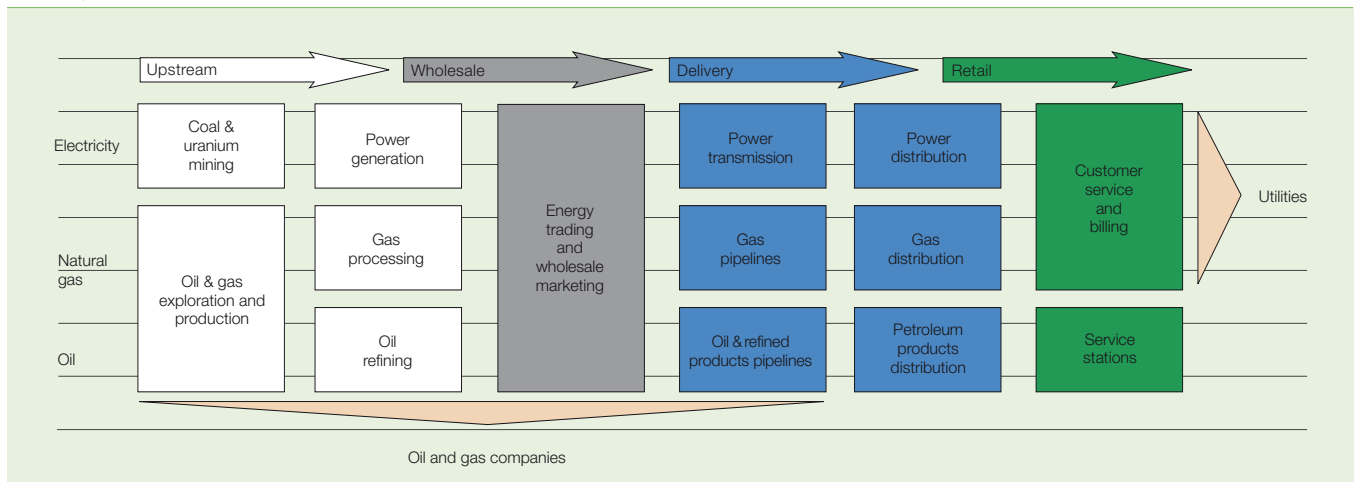 Upstream
Wholesale
Delivery
Retail
Electricity
Coal &
uranium
mining
Power
generation
Energy
trading
and
wholesale
marketing
Power
transmission
Power
distribution
Customer
service
and
billing
Utilities
Natural
gas
Oil & gas
exploration and
production
Gas
processing
Gas
pipelines
Gas
distribution
Oil
Oil
refining
Oil & refined
products pipelines
Petroleum
products
distribution
Service
stations
Oil and gas companies